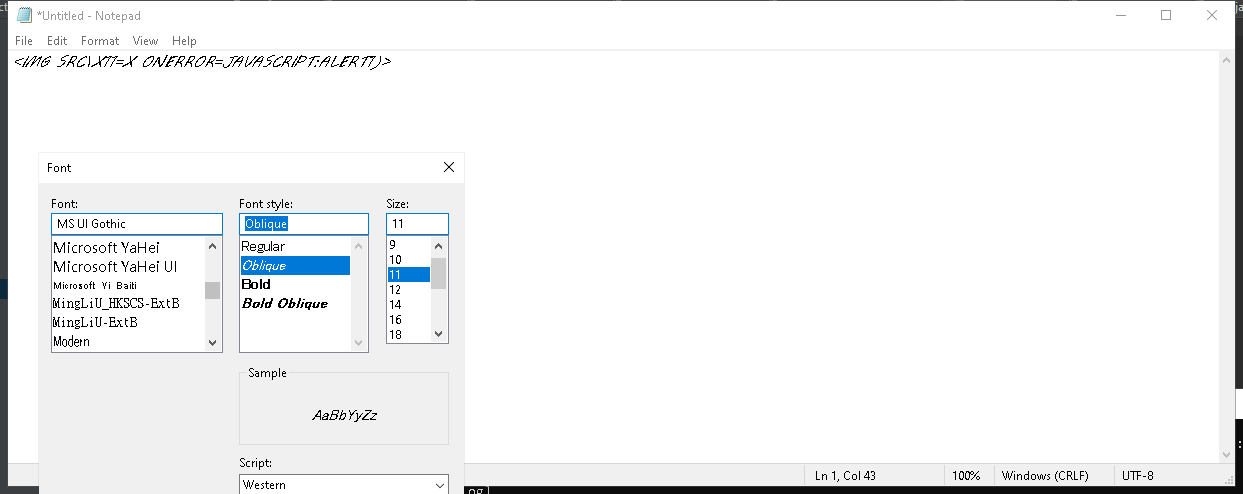 *Untitled - Notepad
File Edit Format View Help
<IMG SRC\XTT=X ONERROR=JAVASCRIPT:ALERTT)>
Font
Font: Font style: Size:
MS UI Gothic Oblique 11
Microsoft YaHei Regular 9
Microsoft YaHei UI Oblique 10
Microsoft Yi Baiti Bold 11
MingLiU_HKSCS-ExtB Bold Oblique 12
MingLiU-ExtB 14
Modern 16
18
Sample
AaBbYyZz
Script:
Western
Ln 1, Col 43 100% Windows (CRLF) UTF-8